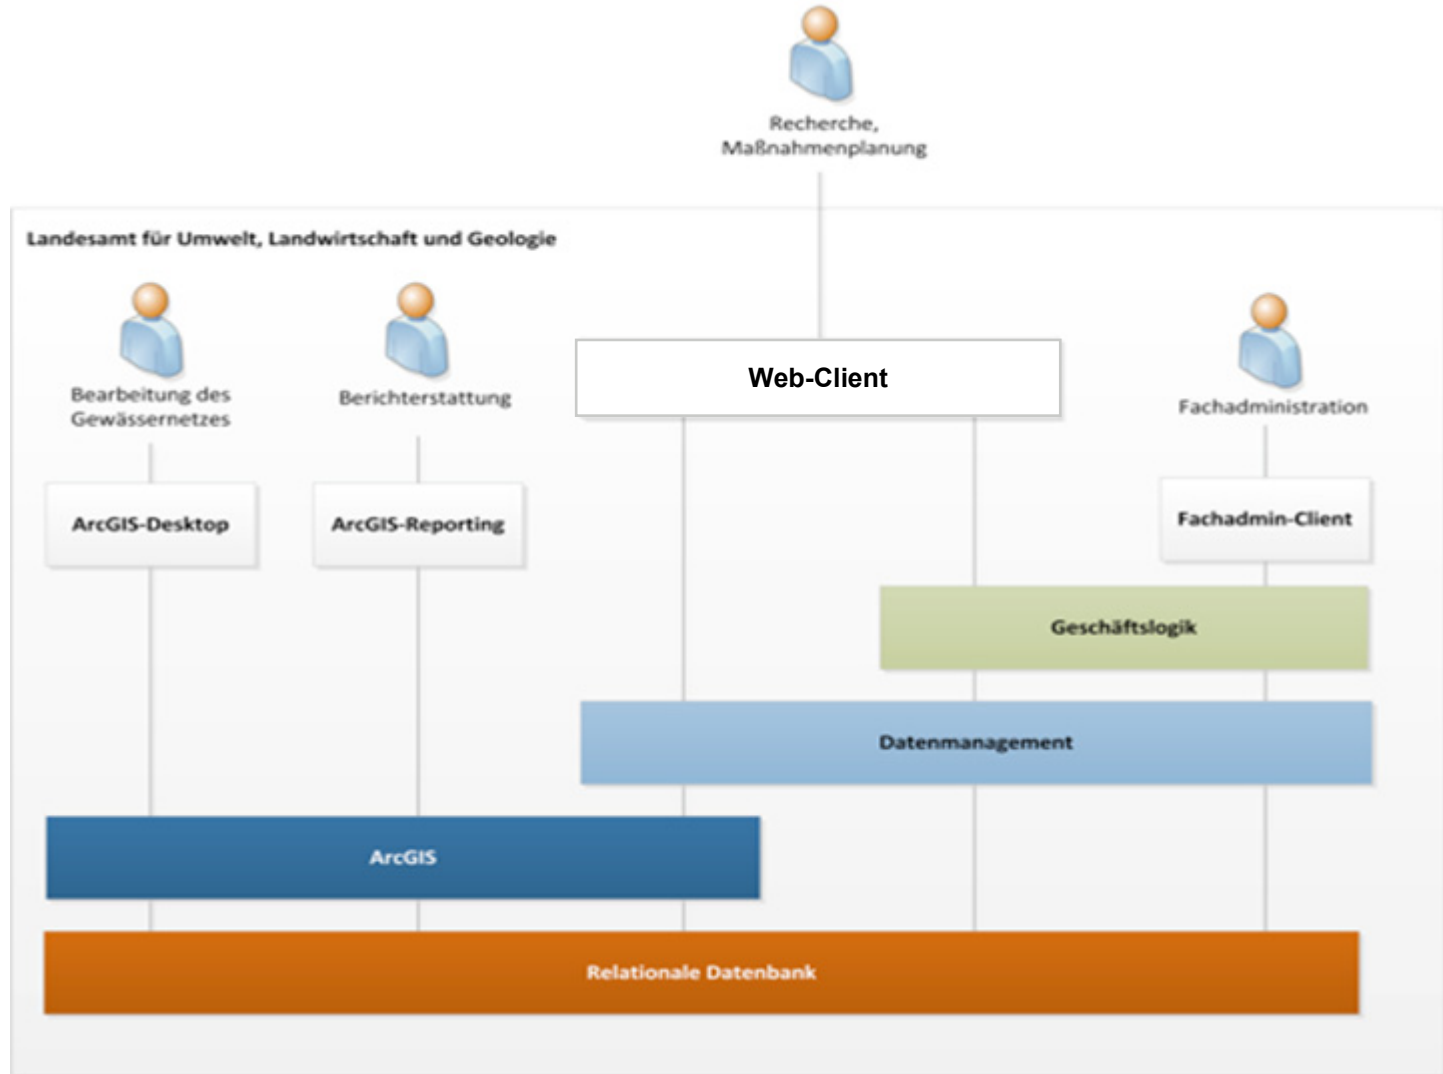 Recherche,
Maßnahmenplanung
Landesamt für Umwelt, Landwirtschaft und Geologie
Bearbeitung des
Gewässernetzes
Berichterstattung
Web-Client
Fachadministration
ArcGIS-Desktop
ArcGIS-Reporting
Fachadmin-Client
Geschäftslogik
Datenmanagement
ArcGIS
Relationale Datenbank